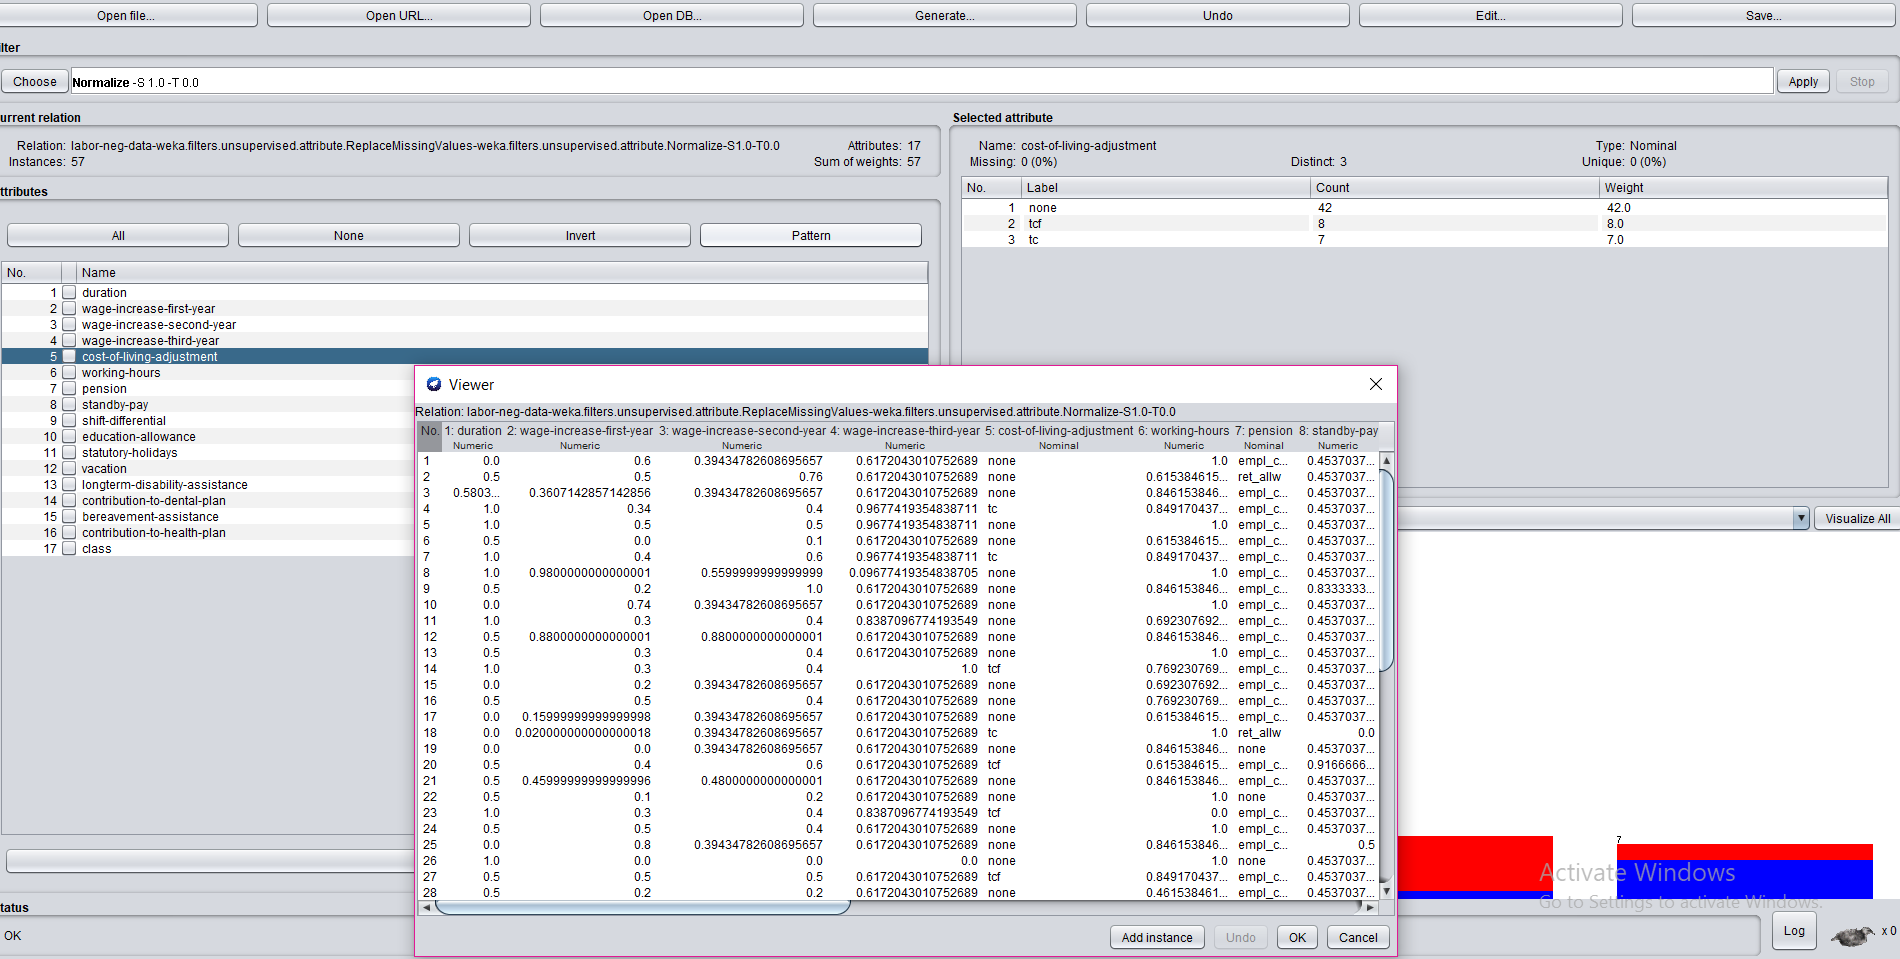 Open file... Open URL... Open DB... Generate... Undo Edit... Save...
ilter
Choose Normalize -S 1.0 -T 0.0 Apply Stop
urrent relation
Relation: labor-neg-data-weka.filters.unsupervised.attribute.ReplaceMissingValues-weka.filters.unsupervised.attribute.Normalize-S1.0-T0.0 Attributes: 17
Instances: 57 Sum of weights: 57
Selected attribute
Name: cost-of-living-adjustment Type: Nominal
Missing: 0 (0%) Distinct: 3 Unique: 0 (0%)
No. Label Count Weight
1 none 42 42.0
2 tcf 8 8.0
3 tc 7 7.0
ttributes
All None Invert Pattern
No. Name
1 duration
2 wage-increase-first-year
3 wage-increase-second-year
4 wage-increase-third-year
5 cost-of-living-adjustment
6 working-hours
7 pension
8 standby-pay
9 shift-differential
10 education-allowance
11 statutory-holidays
12 vacation
13 longterm-disability-assistance
14 contribution-to-dental-plan
15 bereavement-assistance
16 contribution-to-health-plan
17 class
Viewer
Relation: labor-neg-data-weka.filters.unsupervised.attribute.ReplaceMissingValues-weka.filters.unsupervised.attribute.Normalize-S1.0-T0.0
No. 1: duration 2: wage-increase-first-year 3: wage-increase-second-year 4: wage-increase-third-year 5: cost-of-living-adjustment 6: working-hours 7: pension 8: standby-pay
Numeric Numeric Numeric Numeric Nominal Numeric Nominal Numeric
1 0.0 0.6 0.39434782608695657 0.6172043010752689 none 1.0 empl_c... 0.4537037...
2 0.5 0.5 0.76 0.6172043010752689 none 0.615384615... ret_allw 0.4537037...
3 0.5803... 0.3607142857142856 0.39434782608695657 0.6172043010752689 none 0.846153846... empl_c... 0.4537037...
4 1.0 0.34 0.4 0.9677419354838711 tc 0.849170437... empl_c... 0.4537037...
5 1.0 0.5 0.5 0.9677419354838711 none 1.0 empl_c... 0.4537037...
6 0.5 0.0 0.1 0.6172043010752689 none 0.615384615... empl_c... 0.4537037...
7 1.0 0.4 0.6 0.9677419354838711 tc 0.849170437... empl_c... 0.4537037...
8 1.0 0.9800000000000001 0.5599999999999999 0.09677419354838705 none 1.0 empl_c... 0.4537037...
9 0.5 0.2 1.0 0.6172043010752689 none 0.846153846... empl_c... 0.8333333...
10 0.0 0.74 0.39434782608695657 0.6172043010752689 none 1.0 empl_c... 0.4537037...
11 1.0 0.3 0.4 0.8387096774193549 none 0.692307692... empl_c... 0.4537037...
12 0.5 0.8800000000000001 0.8800000000000001 0.6172043010752689 none 0.846153846... empl_c... 0.4537037...
13 0.5 0.3 0.4 0.6172043010752689 none 1.0 empl_c... 0.4537037...
14 1.0 0.3 0.4 1.0 tcf 0.769230769... empl_c... 0.4537037...
15 0.0 0.2 0.39434782608695657 0.6172043010752689 none 0.692307692... empl_c... 0.4537037...
16 0.5 0.5 0.4 0.6172043010752689 none 0.769230769... empl_c... 0.4537037...
17 0.0 0.15999999999999998 0.39434782608695657 0.6172043010752689 none 0.615384615... empl_c... 0.4537037...
18 0.0 0.020000000000000018 0.39434782608695657 0.6172043010752689 tc 1.0 ret_allw 0.0
19 0.0 0.0 0.39434782608695657 0.6172043010752689 none 0.846153846... none 0.4537037...
20 0.5 0.4 0.6 0.6172043010752689 tcf 0.615384615... empl_c... 0.9166666...
21 0.5 0.45999999999999996 0.4800000000000001 0.6172043010752689 none 0.846153846... empl_c... 0.4537037...
22 0.5 0.1 0.2 0.6172043010752689 none 1.0 none 0.4537037...
23 1.0 0.3 0.4 0.8387096774193549 tcf 0.0 empl_c... 0.4537037...
24 0.5 0.5 0.4 0.6172043010752689 none 1.0 empl_c... 0.4537037...
25 0.0 0.8 0.39434782608695657 0.6172043010752689 none 0.846153846... empl_c... 0.5
26 1.0 0.0 0.0 0.0 none 1.0 none 0.4537037...
27 0.5 0.5 0.5 0.6172043010752689 tcf 0.849170437... empl_c... 0.4537037...
28 0.5 0.2 0.2 0.6172043010752689 none 0.461538461... empl_c... 0.4537037...
Add instance Undo OK Cancel
Visualize All
7
Activate Windows
Go to Settings to activate Windows.
tatus
OK
Log x 0